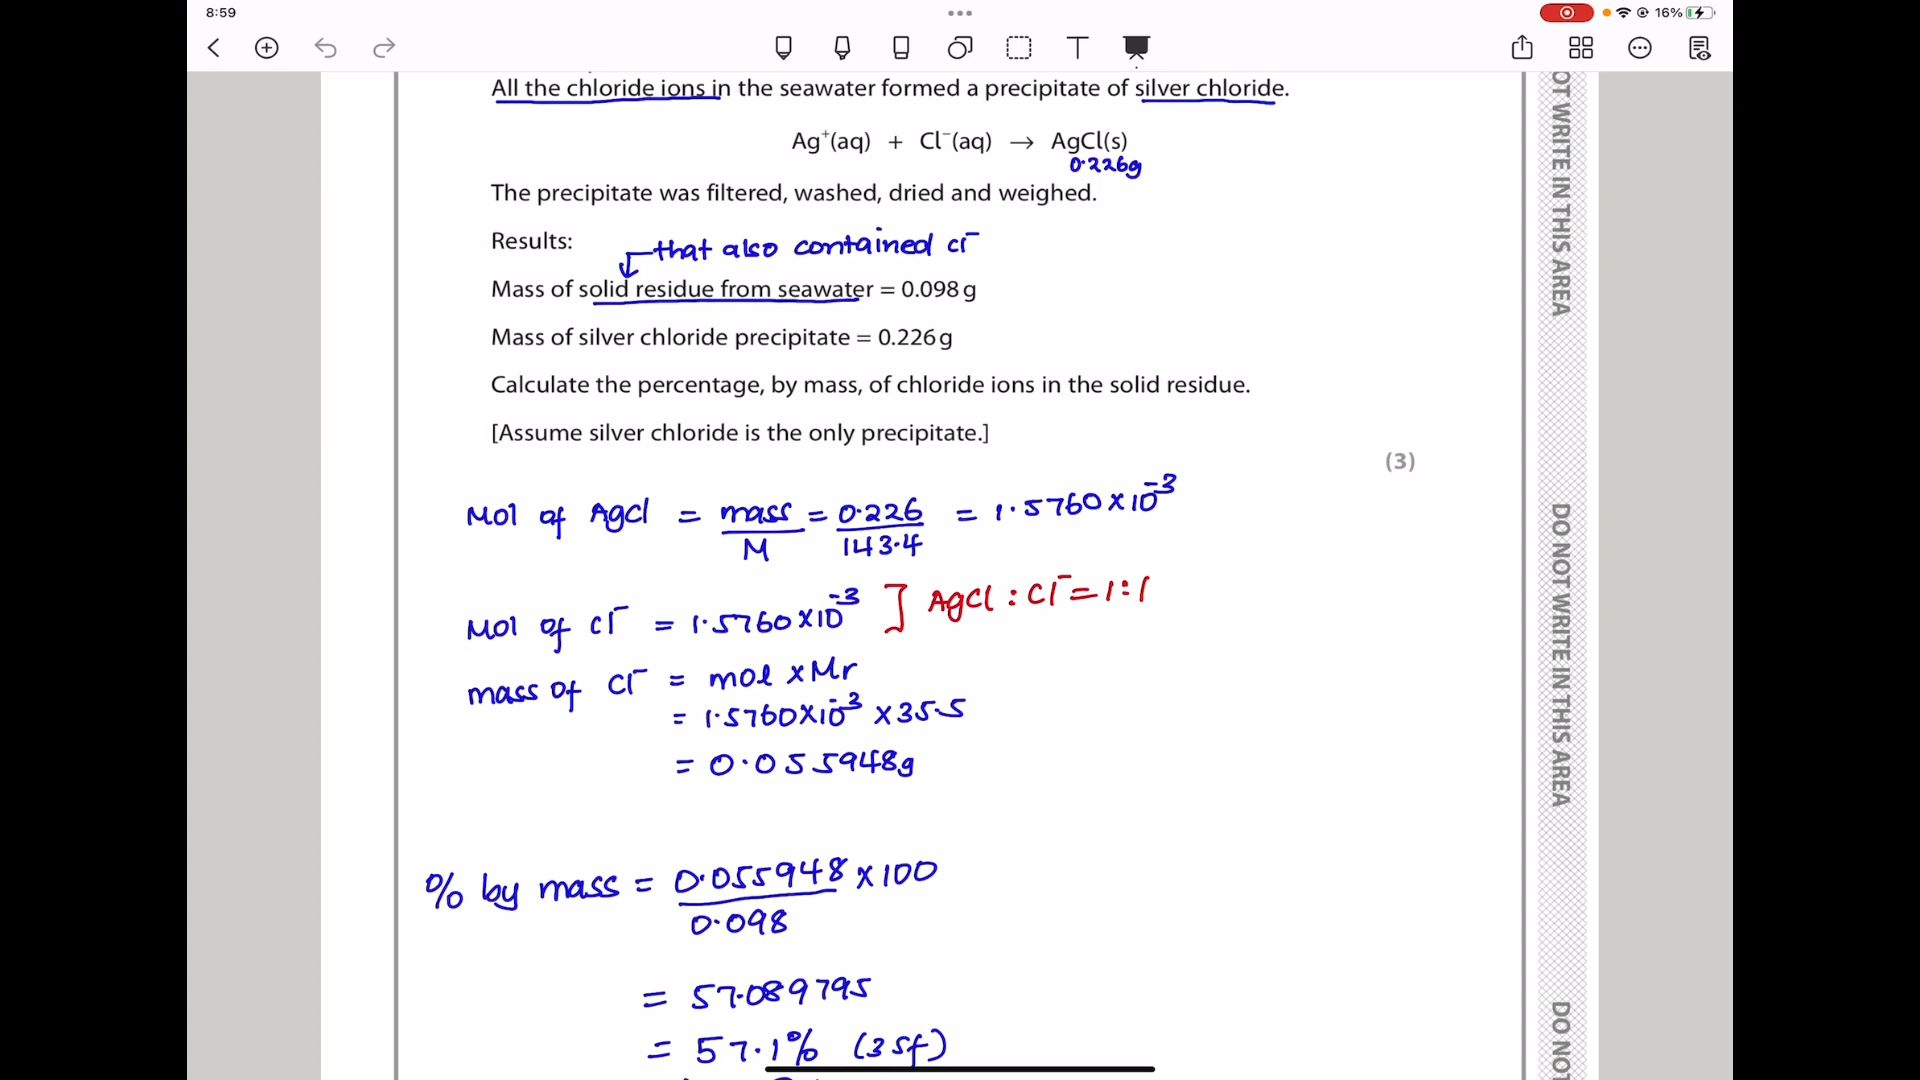 8:59
16%
All the chloride ions in the seawater formed a precipitate of silver chloride.
Ag⁺(aq) + Cl⁻(aq) → AgCl(s)
0.226g
The precipitate was filtered, washed, dried and weighed.
Results:
that also contained Cl⁻
Mass of solid residue from seawater = 0.098 g
Mass of silver chloride precipitate = 0.226 g
Calculate the percentage, by mass, of chloride ions in the solid residue.
[Assume silver chloride is the only precipitate.]
(3)
Mol of AgCl = mass/M = 0.226/143.4 = 1.5760 × 10⁻³
Mol of Cl⁻ = 1.5760 × 10⁻³ ] AgCl : Cl⁻ = 1:1
mass of Cl⁻ = mol × Mr
= 1.5760 × 10⁻³ × 35.5
= 0.055948g
% by mass = 0.055948/0.098 × 100
= 57.089795
= 57.1% (3 sf)
OT WRITE IN THIS AREA
DO NOT WRITE IN THIS AREA
DO NOT